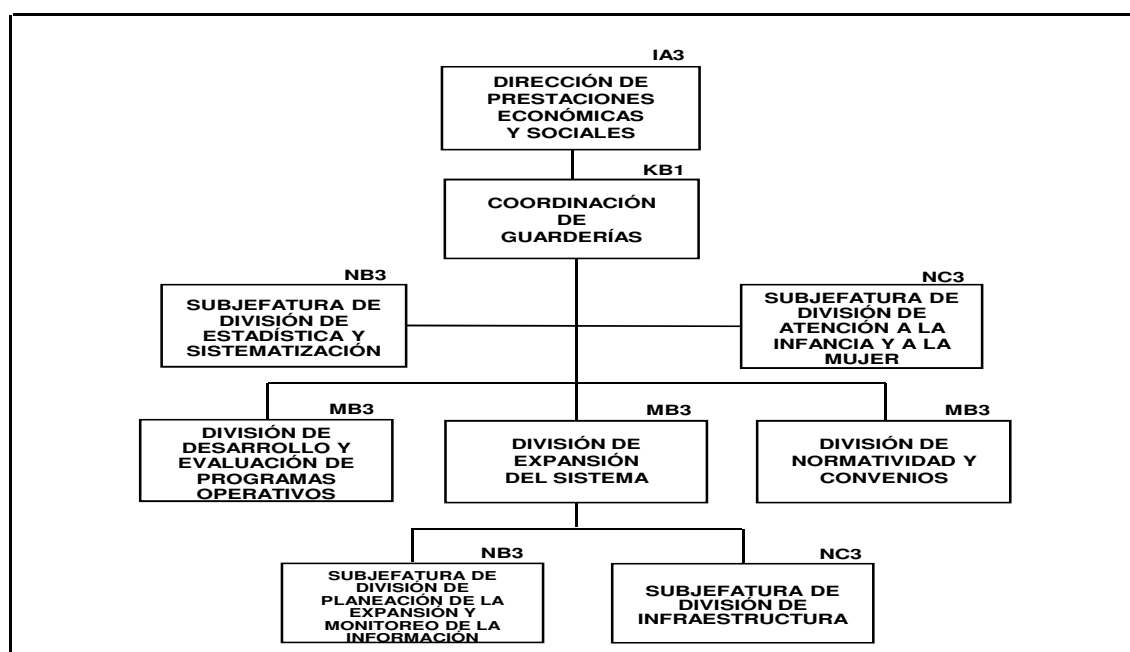 IA3
DIRECCIÓN DE
PRESTACIONES
ECONÓMICAS
Y SOCIALES
KB1
COORDINACIÓN
DE
GUARDERÍAS
NB3
SUBJEFATURA DE
DIVISIÓN DE
ESTADÍSTICA Y
SISTEMATIZACIÓN
NC3
SUBJEFATURA DE
DIVISIÓN DE
ATENCIÓN A LA
INFANCIA Y A LA
MUJER
MB3
DIVISIÓN DE
DESARROLLO Y
EVALUACIÓN DE
PROGRAMAS
OPERATIVOS
MB3
DIVISIÓN DE
EXPANSIÓN
DEL SISTEMA
MB3
DIVISIÓN DE
NORMATIVIDAD Y
CONVENIOS
NB3
SUBJEFATURA DE
DIVISIÓN DE
PLANEACIÓN DE LA
EXPANSIÓN Y
MONITOREO DE LA
INFORMACIÓN
NC3
SUBJEFATURA DE
DIVISIÓN DE
INFRAESTRUCTURA